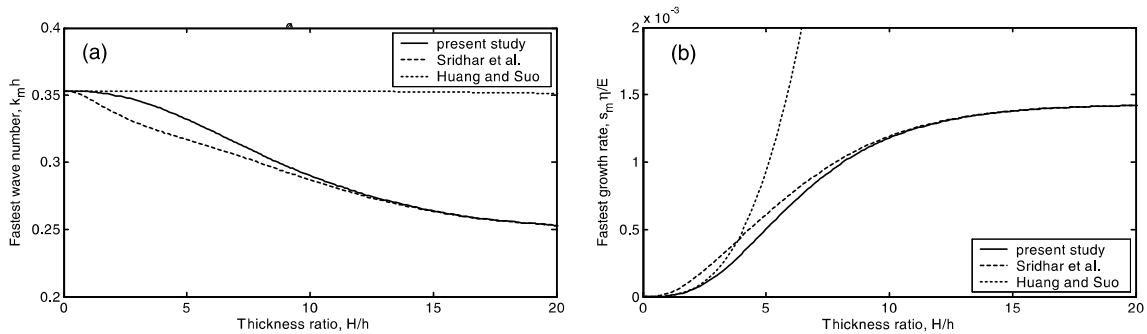 (a)
present study
Sridhar et al.
Huang and Suo
0.4
0.35
0.3
0.25
0.2
Fastest wave number, kmh
0
5
10
15
20
Thickness ratio, H/h
x 10-3
(b)
2
1.5
1
0.5
0
Fastest growth rate, sm η/E
present study
Sridhar et al.
Huang and Suo
0
5
10
15
20
Thickness ratio, H/h